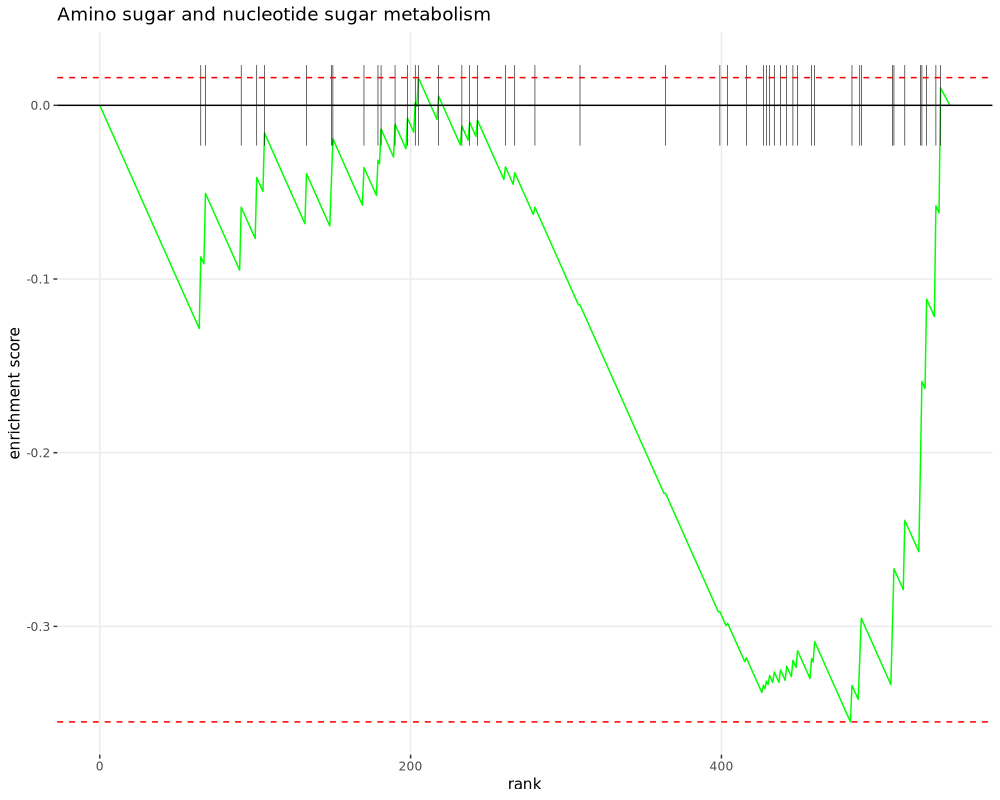 Amino sugar and nucleotide sugar metabolism
enrichment score
0.0
-0.1
-0.2
-0.3
0
200
400
rank